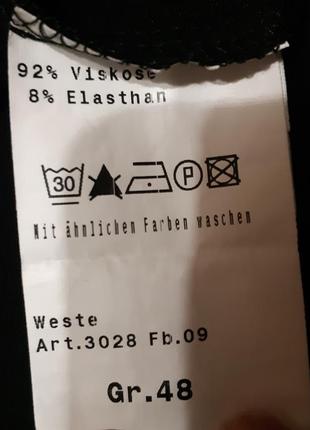 92% Viskose
8% Elasthan
30 P
Mit ähnlichen Farben waschen
Weste
Art.3028 Fb.09
Gr.48